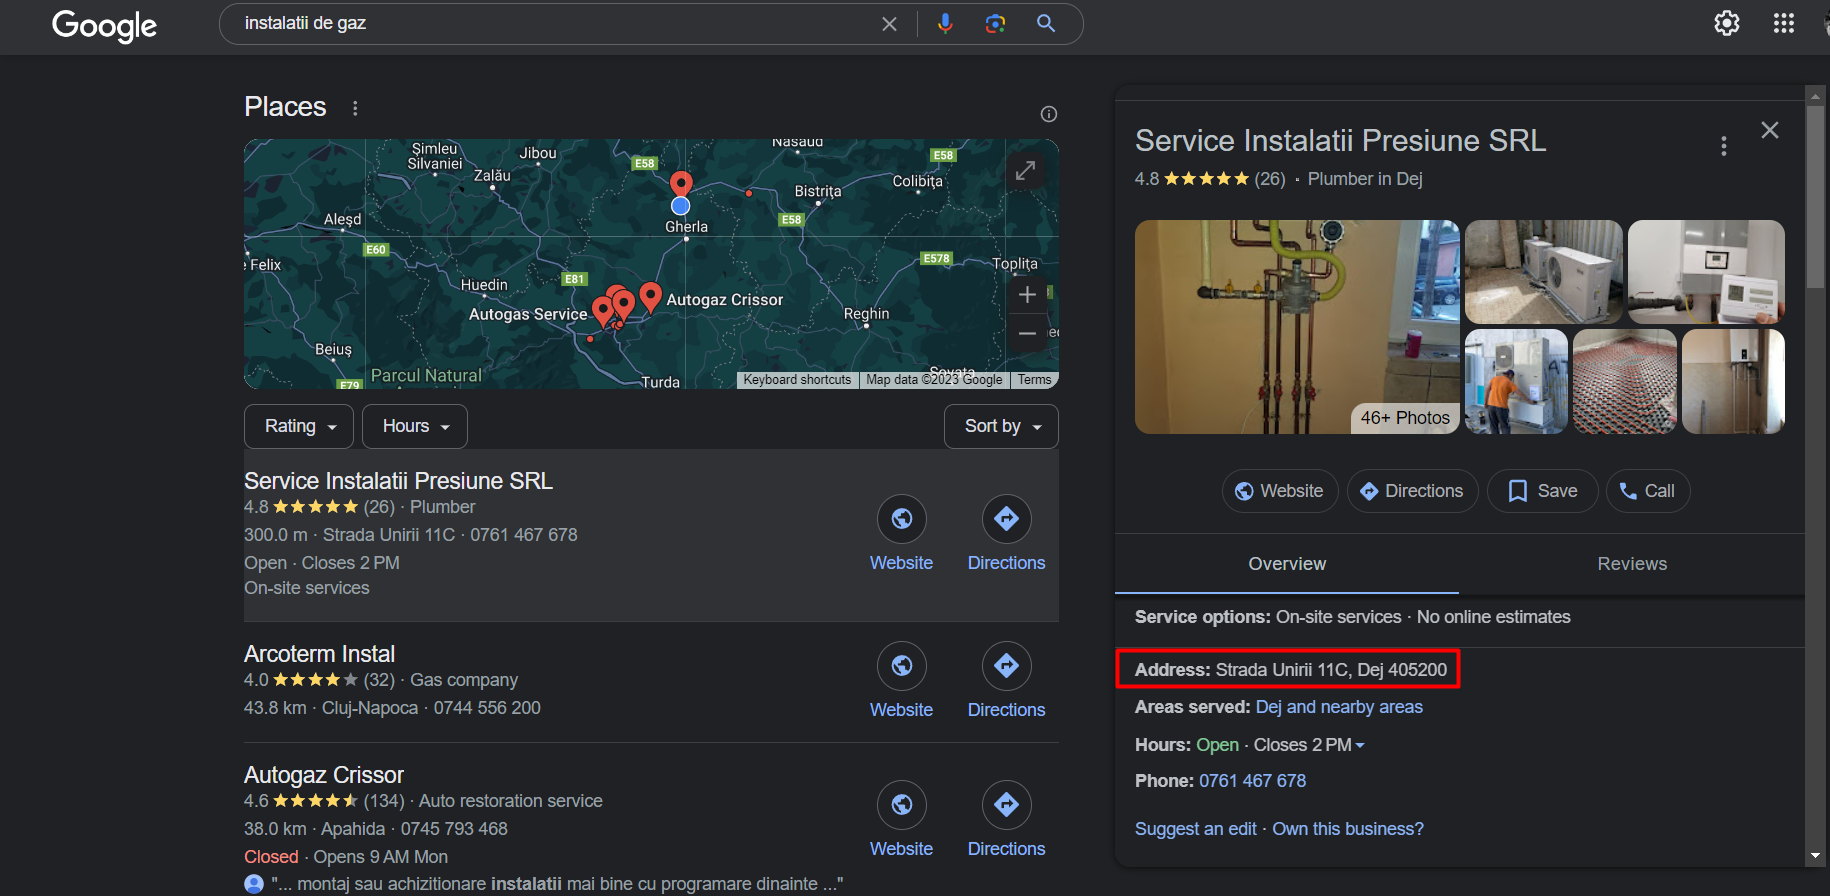 Google
instalatii de gaz
Places
Șimleu
Silvaniei
Jibou
Zalău
E58
Năsăud
E58
Colibița
Bistrița
Aleșd
E60
E58
Gherla
Felix
E578
Toplița
Huedin
E81
Autogas Service
Autogaz Crissor
Reghin
Beiuș
E79
Parcul Natural
Turda
Sovata
Keyboard shortcuts
Map data ©2023 Google
Terms
Rating
Hours
Sort by
Service Instalatii Presiune SRL
4.8 (26) · Plumber
300.0 m · Strada Unirii 11C · 0761 467 678
Open · Closes 2 PM
On-site services
Website
Directions
Arcoterm Instal
4.0 (32) · Gas company
43.8 km · Cluj-Napoca · 0744 556 200
Website
Directions
Autogaz Crissor
4.6 (134) · Auto restoration service
38.0 km · Apahida · 0745 793 468
Closed · Opens 9 AM Mon
Website
Directions
"... montaj sau achizitionare instalatii mai bine cu programare dinainte ..."
Service Instalatii Presiune SRL
4.8 (26) · Plumber in Dej
46+ Photos
Website
Directions
Save
Call
Overview
Reviews
Service options: On-site services · No online estimates
Address: Strada Unirii 11C, Dej 405200
Areas served: Dej and nearby areas
Hours: Open · Closes 2 PM
Phone: 0761 467 678
Suggest an edit · Own this business?